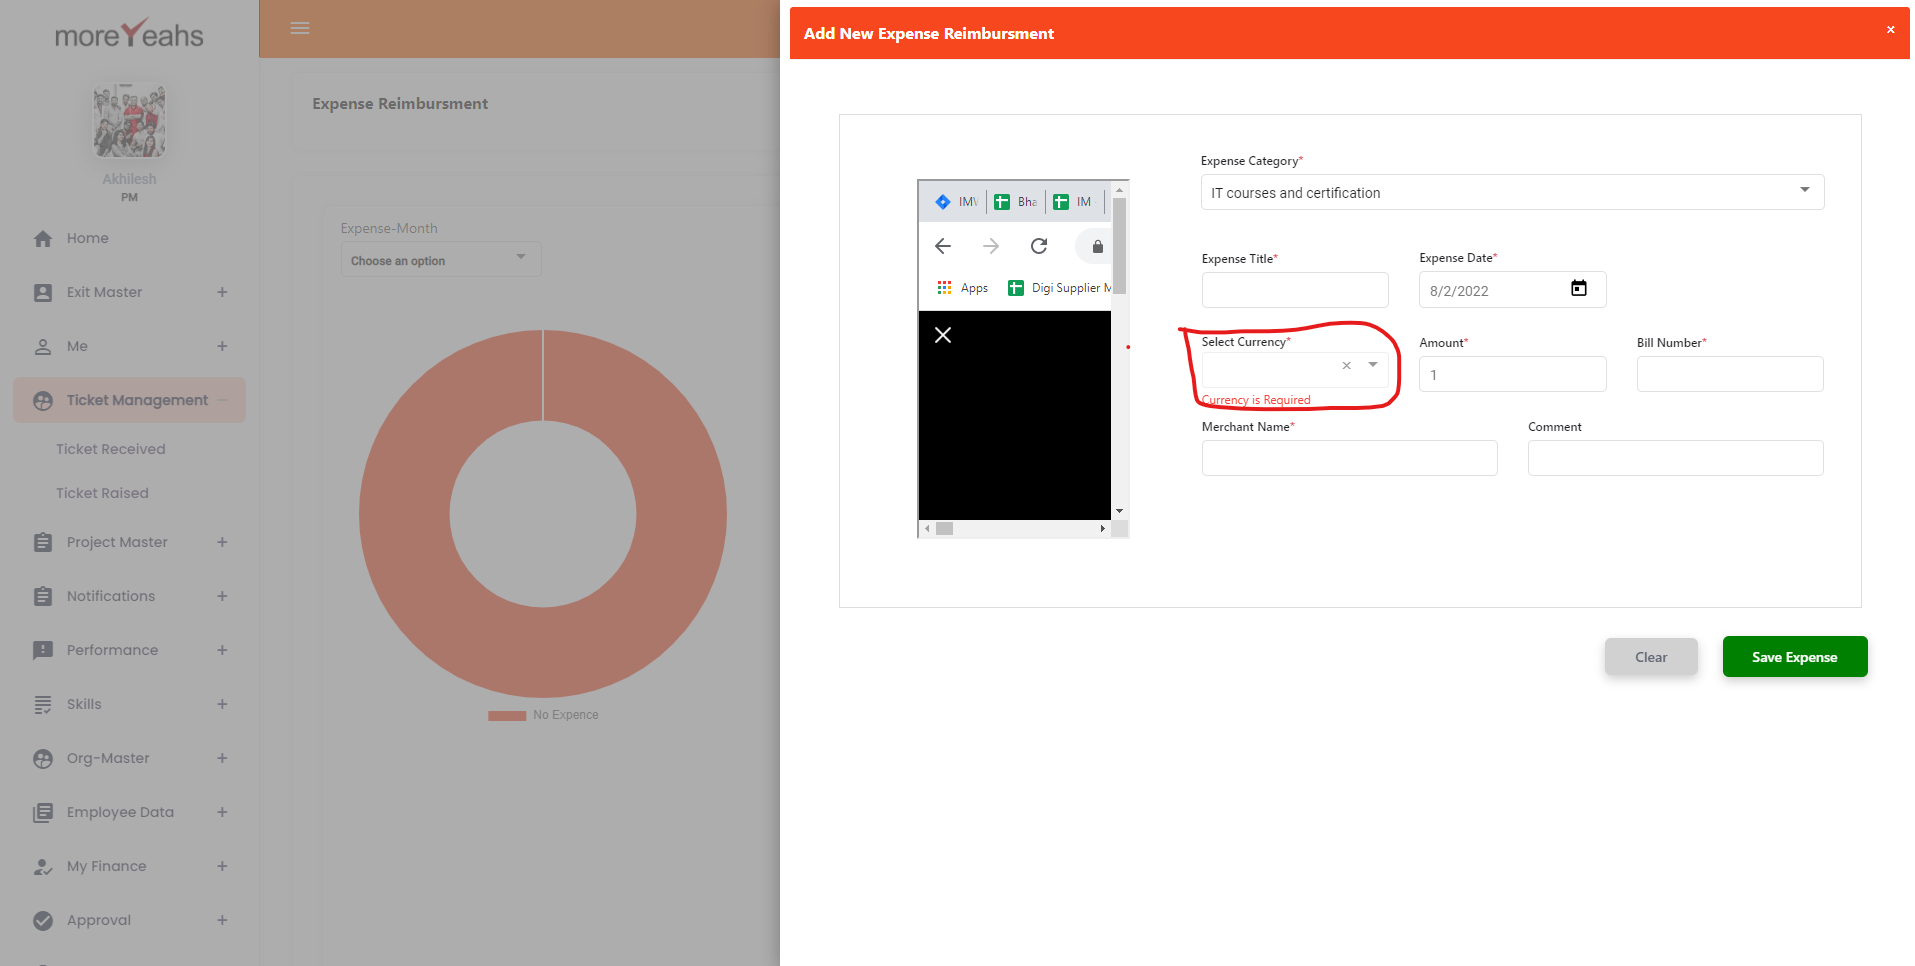 moreYeahs
Akhilesh
PM
Home
Exit Master +
Me +
Ticket Management
Ticket Received
Ticket Raised
Project Master +
Notifications +
Performance +
Skills +
Org-Master +
Employee Data +
My Finance +
Approval +
Expense Reimbursment
Expense-Month
Choose an option
No Expence
Add New Expense Reimbursment ×
IM
Bha
IM
Apps
Digi Supplier M
Expense Category*
IT courses and certification
Expense Title*
Expense Date*
8/2/2022
Select Currency*
Currency is Required
Amount*
1
Bill Number*
Merchant Name*
Comment
Clear
Save Expense